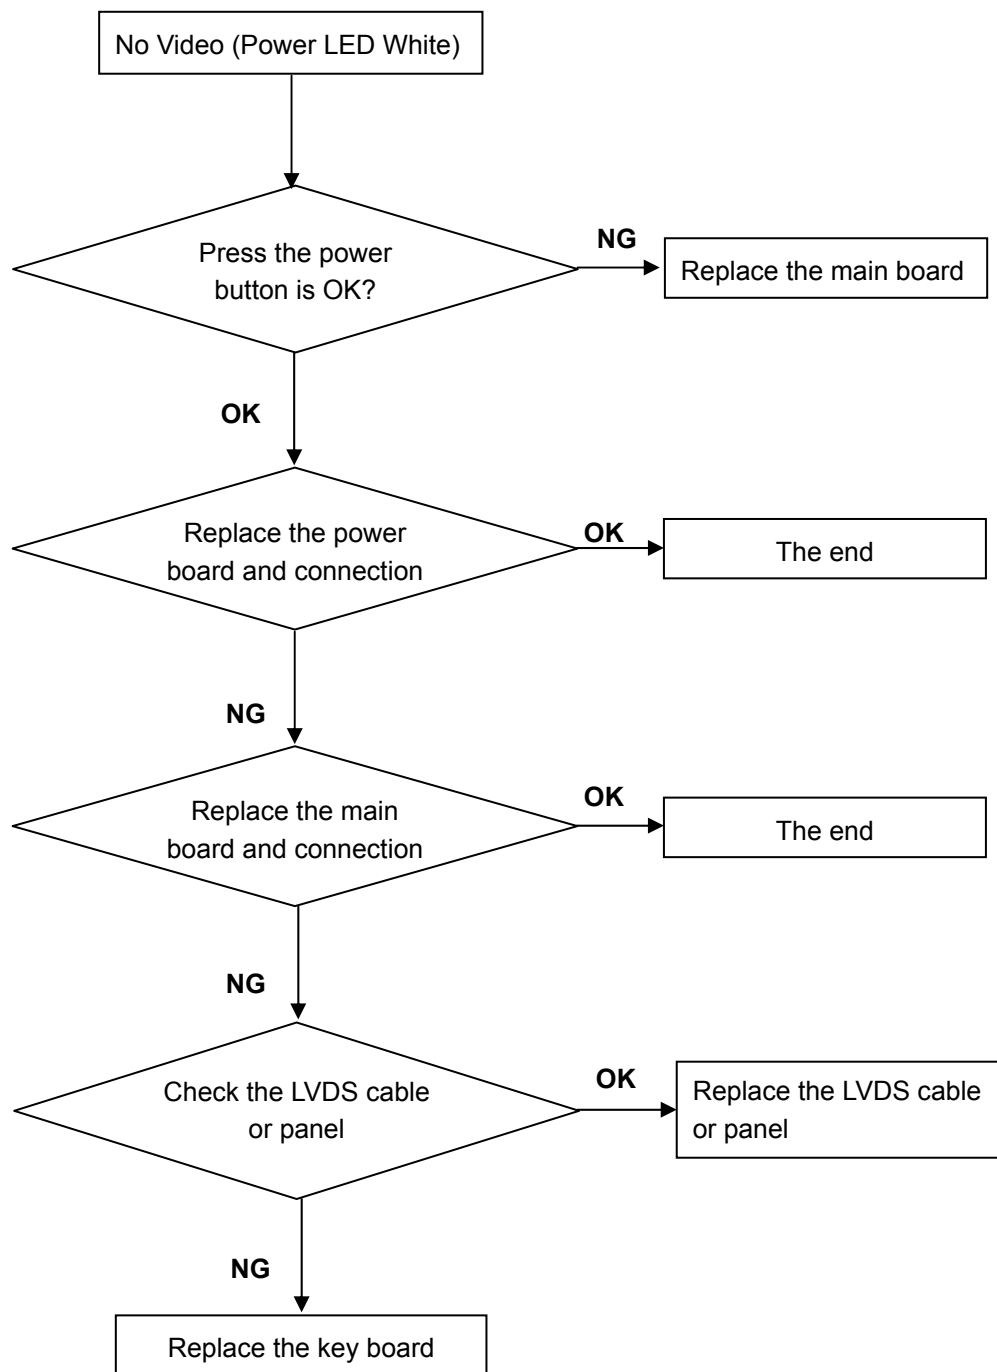 No Video (Power LED White)
Press the power
button is OK?
NG
Replace the main board
OK
Replace the power
board and connection
OK
The end
NG
Replace the main
board and connection
OK
The end
NG
Check the LVDS cable
or panel
OK
Replace the LVDS cable
or panel
NG
Replace the key board